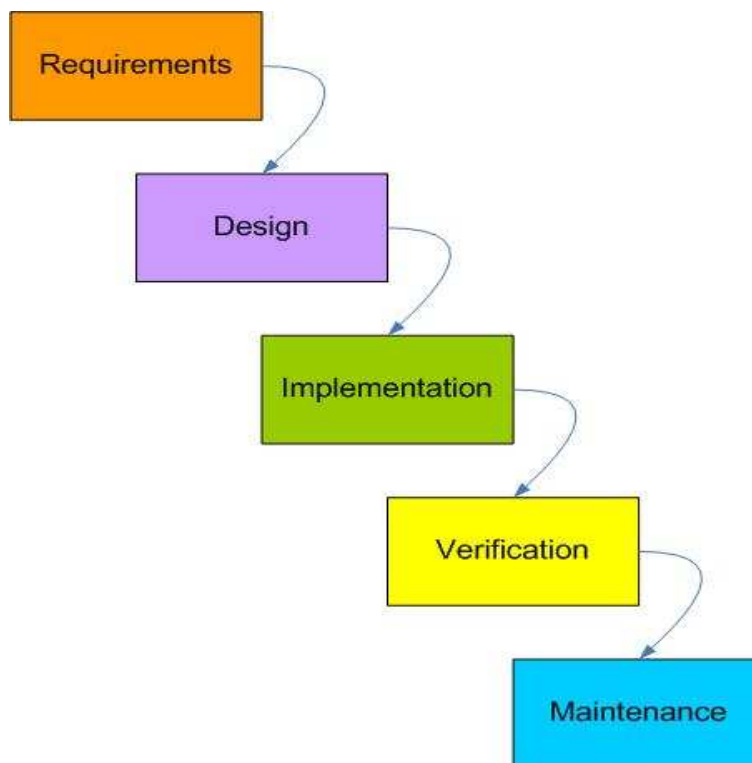 Requirements
Design
Implementation
Verification
Maintenance